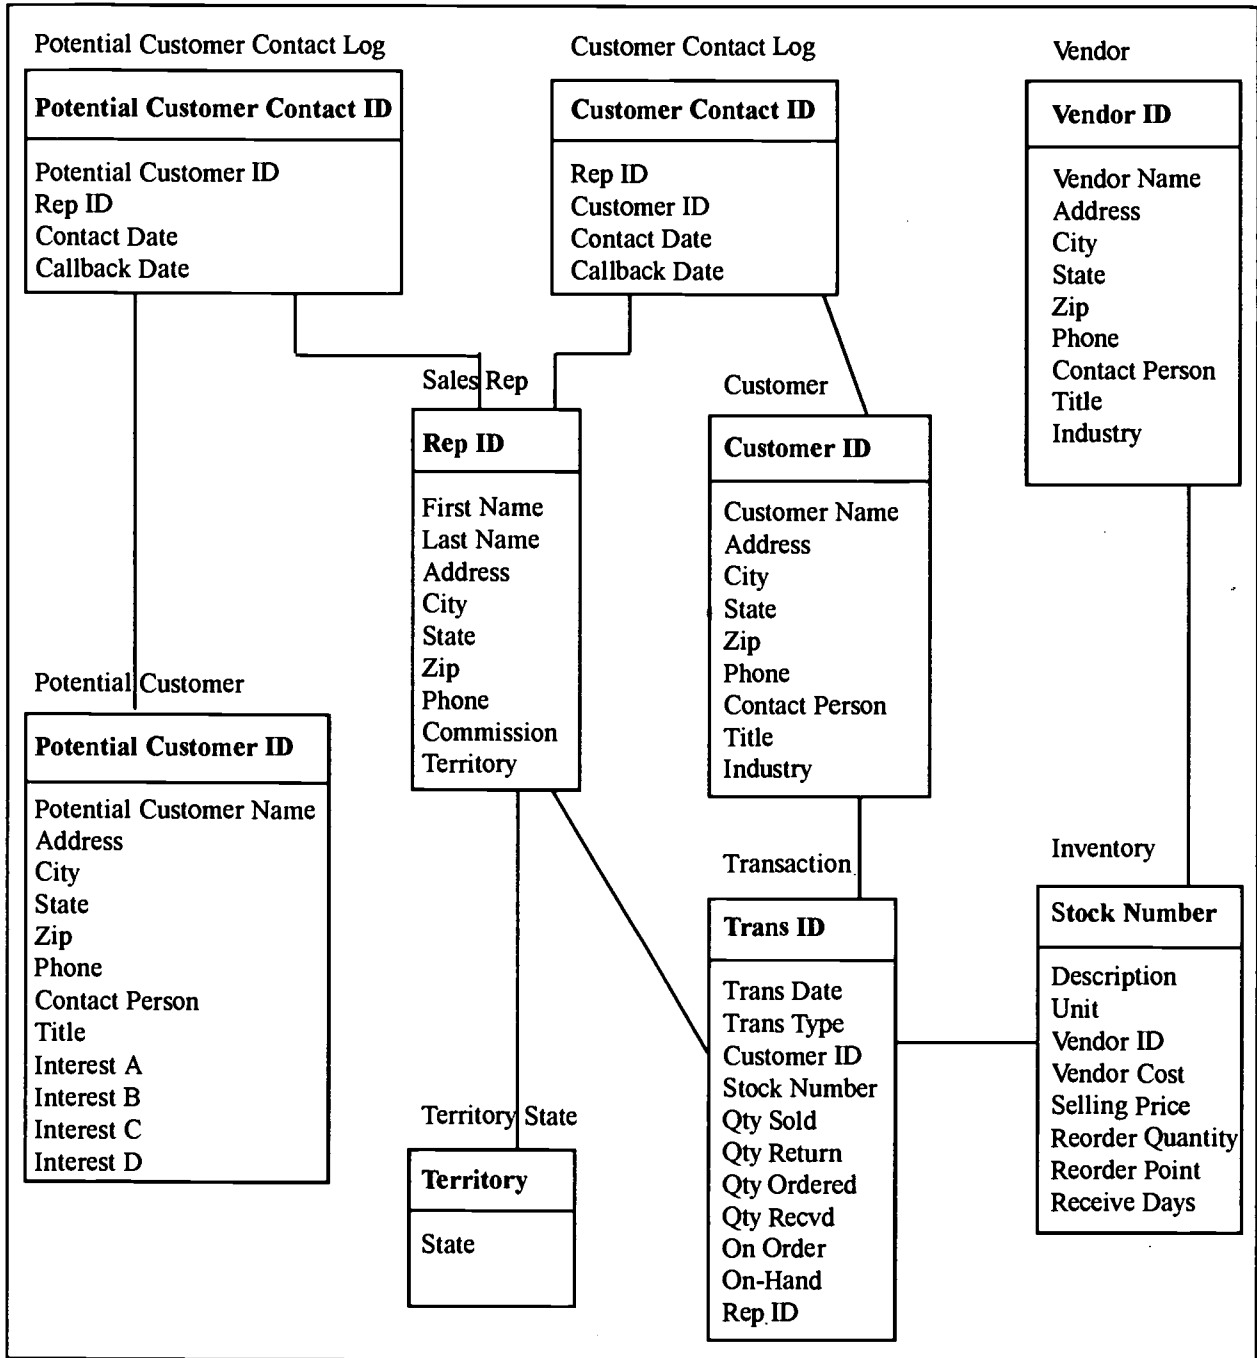 Potential Customer Contact Log
Potential Customer Contact ID
Potential Customer ID
Rep ID
Contact Date
Callback Date
Customer Contact Log
Customer Contact ID
Rep ID
Customer ID
Contact Date
Callback Date
Vendor
Vendor ID
Vendor Name
Address
City
State
Zip
Phone
Contact Person
Title
Industry
Sales Rep
Rep ID
First Name
Last Name
Address
City
State
Zip
Phone
Commission
Territory
Customer
Customer ID
Customer Name
Address
City
State
Zip
Phone
Contact Person
Title
Industry
Potential Customer
Potential Customer ID
Potential Customer Name
Address
City
State
Zip
Phone
Contact Person
Title
Interest A
Interest B
Interest C
Interest D
Territory State
Territory
State
Transaction
Trans ID
Trans Date
Trans Type
Customer ID
Stock Number
Qty Sold
Qty Return
Qty Ordered
Qty Recvd
On Order
On-Hand
Rep ID
Inventory
Stock Number
Description
Unit
Vendor ID
Vendor Cost
Selling Price
Reorder Quantity
Reorder Point
Receive Days